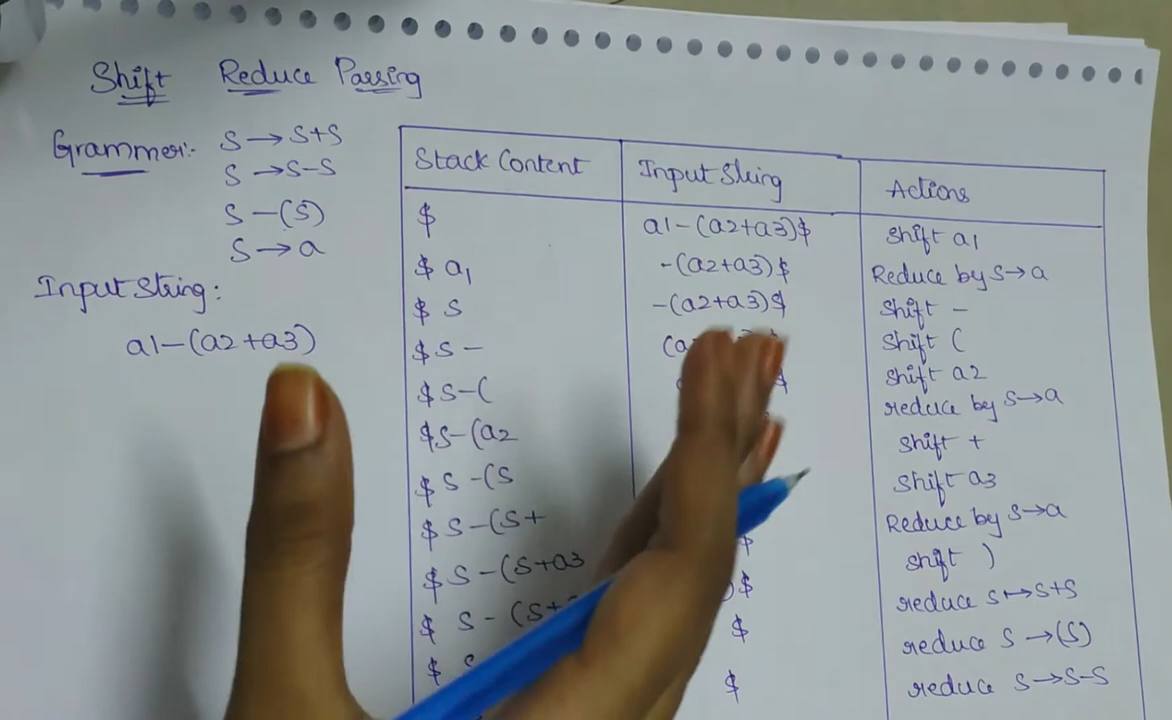 Shift Reduce Passing
Grammer:- S→S+S
S→S-S
S-(S)
S→a
Input String:
a1-(a2+a3)
Stack Content Input String Actions
$ a1-(a2+a3)$ Shift a1
$ a1 -(a2+a3)$ Reduce by S→a
$ S -(a2+a3)$ Shift -
$ S- (a $ Shift (
$S-( $ Shift a2
$S-(a2 reduce by S→a
$ S-(S Shift +
$ S-(S+ Shift a3
$ S-(S+a3 $ Reduce by S→a
$ S-(S+ )$ shift )
$ S $ reduce S→S+S
$ reduce S→(S)
reduce S→S-S